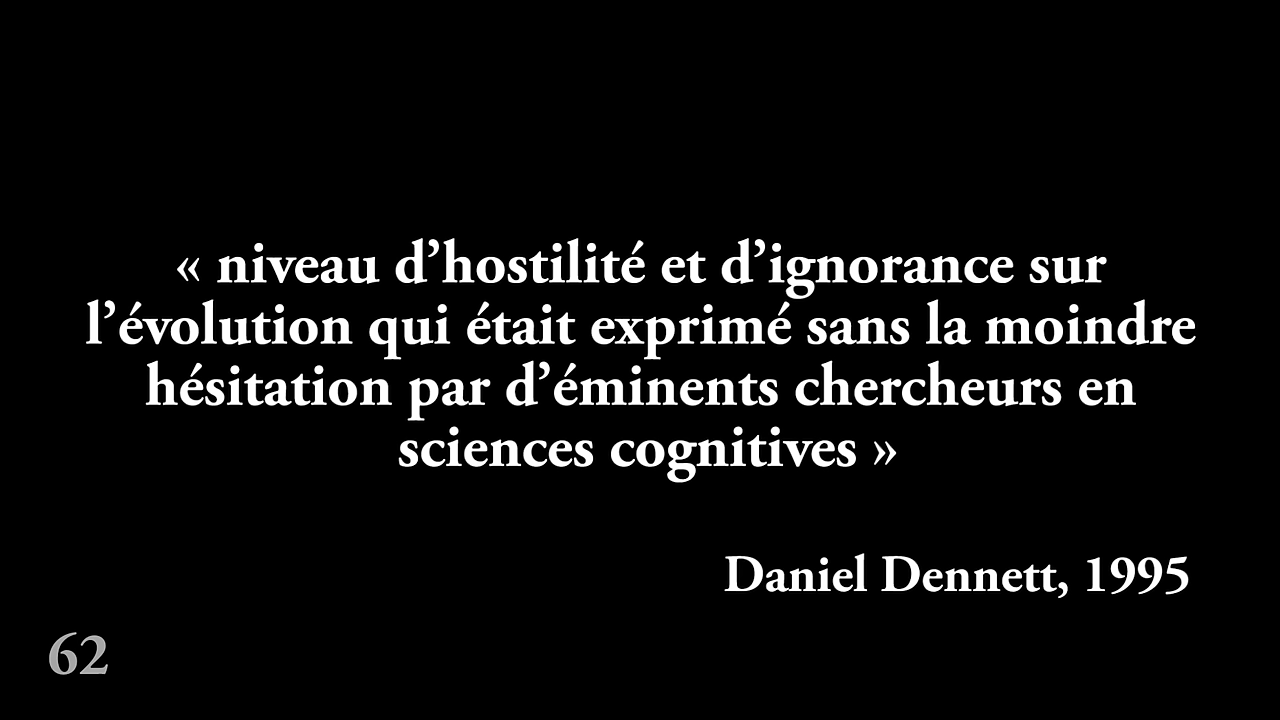 « niveau d’hostilité et d’ignorance sur
l’évolution qui était exprimé sans la moindre
hésitation par d’éminents chercheurs en
sciences cognitives »
Daniel Dennett, 1995
62